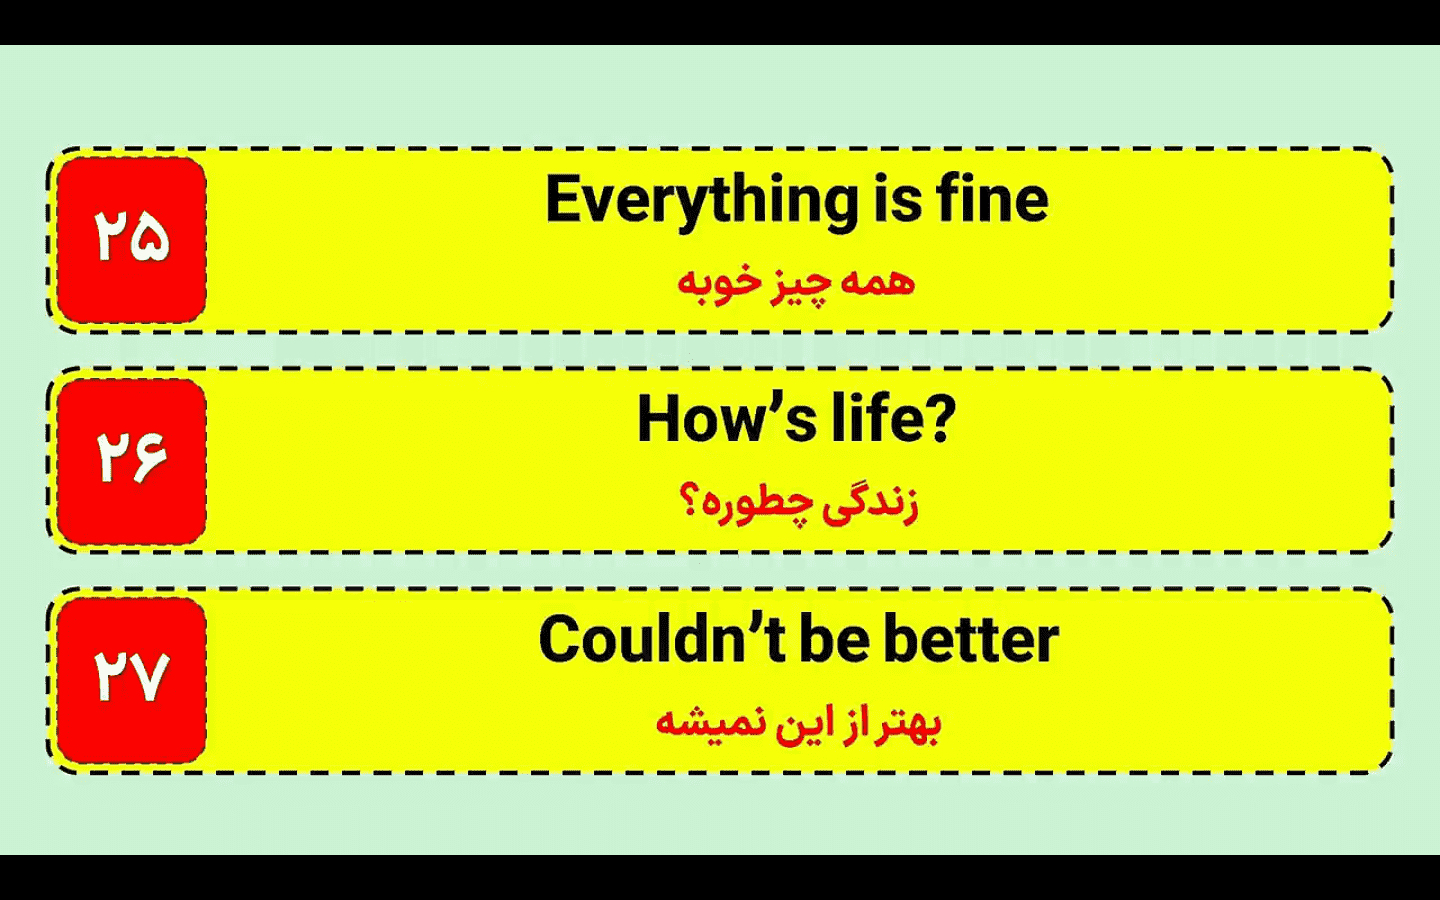 ۲۵
Everything is fine
همه چیز خوبه
۲۶
How’s life?
زندگی چطوره؟
۲۷
Couldn’t be better
بهتر از این نمیشه